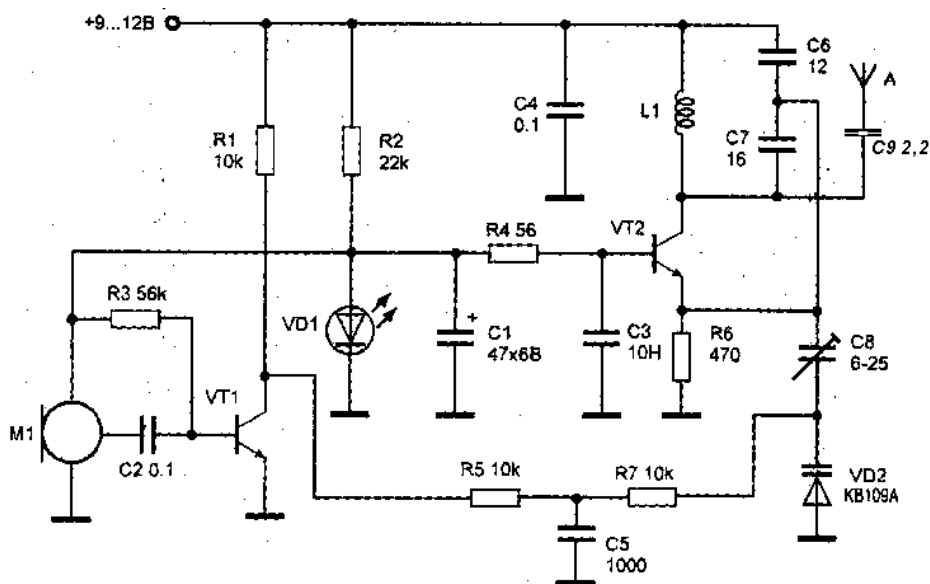 +9...12В
C6
12
A
C4
0.1
L1
R1
10k
R2
22k
C7
16
C9 2,2
R4 56
VT2
R3 56k
VD1
C1
47x6В
+
C3
10Н
R6
470
C8
6-25
VT1
M1
C2 0.1
R5 10k
R7 10k
VD2
КВ109А
C5
1000